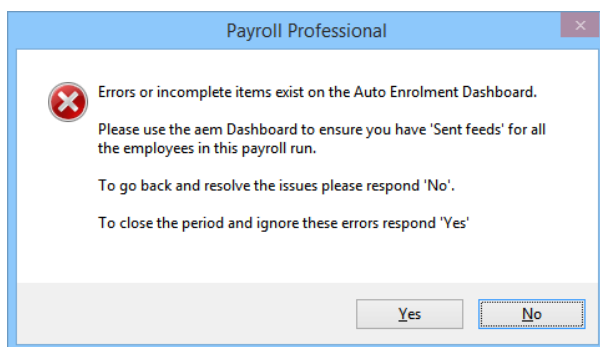 Payroll Professional
Errors or incomplete items exist on the Auto Enrolment Dashboard.
Please use the aem Dashboard to ensure you have 'Sent feeds' for all
the employees in this payroll run.
To go back and resolve the issues please respond 'No'.
To close the period and ignore these errors respond 'Yes'
Yes
No